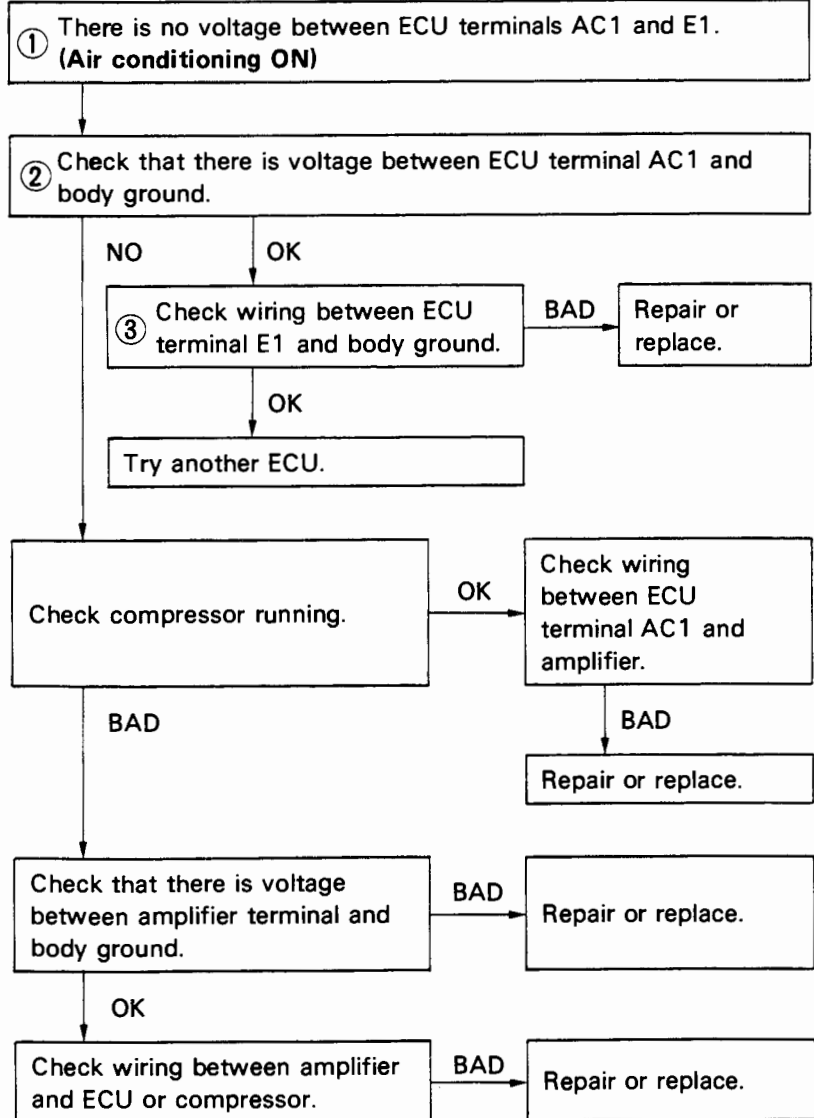 ① There is no voltage between ECU terminals AC1 and E1.
(Air conditioning ON)
② Check that there is voltage between ECU terminal AC1 and
body ground.
NO
OK
③ Check wiring between ECU
terminal E1 and body ground.
BAD
Repair or
replace.
OK
Try another ECU.
Check compressor running.
OK
Check wiring
between ECU
terminal AC1 and
amplifier.
BAD
BAD
Repair or replace.
Check that there is voltage
between amplifier terminal and
body ground.
BAD
Repair or replace.
OK
Check wiring between amplifier
and ECU or compressor.
BAD
Repair or replace.